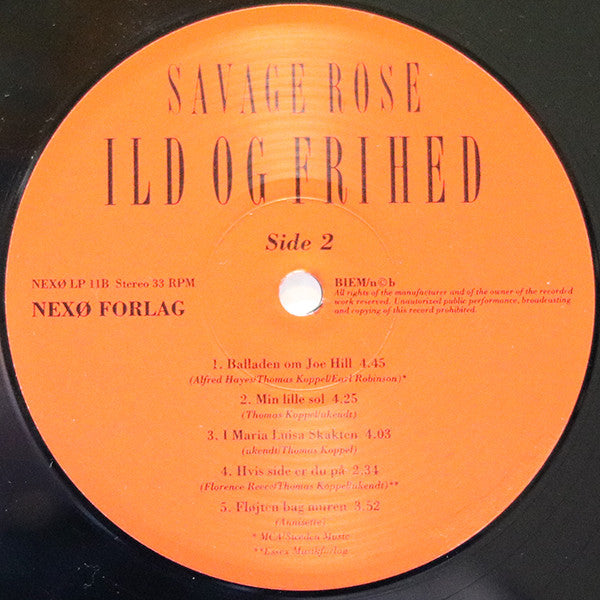 SAVAGE ROSE
ILD OG FRIHED
Side 2
NEXØ LP 11B Stereo 33 RPM
NEXØ FORLAG
BIEM/n©b
All rights of the manufacturer and of the owner of the recorded
work reserved. Unautorized public performance, broadcasting
and copying of this record prohibited.
1. Balladen om Joe Hill 4.45
(Alfred Hayes/Thomas Koppel/Earl Robinson)*
2. Min lille sol 4.25
(Thomas Koppel/ukendt)
3. I Maria Luisa Skakten 4.03
(ukendt/Thomas Koppel)
4. Hvis side er du på 2.34
(Florence Reece/Thomas Koppel/ukendt)**
5. Fløjten bag muren 3.52
(Annisette)
* MCA/Sweden Music
**Essex Musikforlag